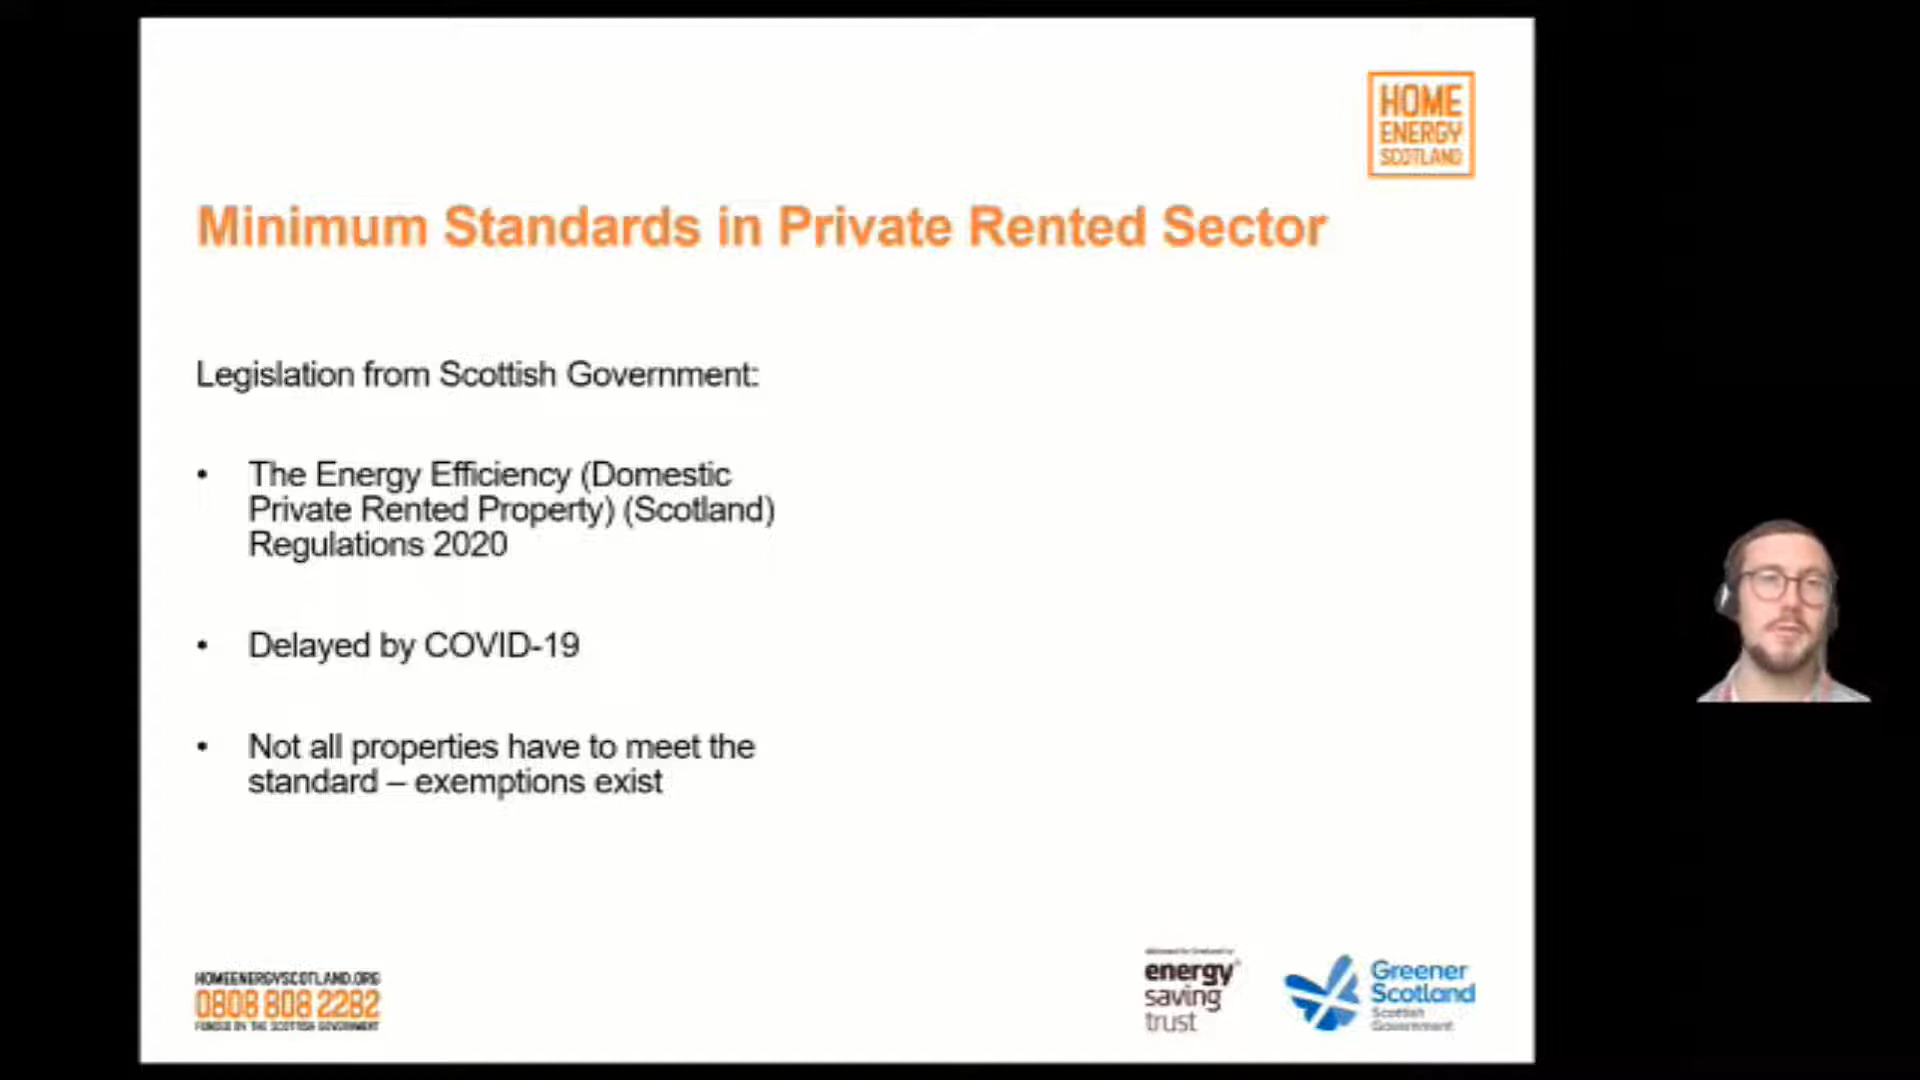 HOME
ENERGY
SCOTLAND
Minimum Standards in Private Rented Sector
Legislation from Scottish Government:
• The Energy Efficiency (Domestic
Private Rented Property) (Scotland)
Regulations 2020
• Delayed by COVID-19
• Not all properties have to meet the
standard – exemptions exist
HOMEENERGYSCOTLAND.ORG
0808 808 2282
FUNDED BY THE SCOTTISH GOVERNMENT
energy
saving
trust
Greener
Scotland
Scottish
Government